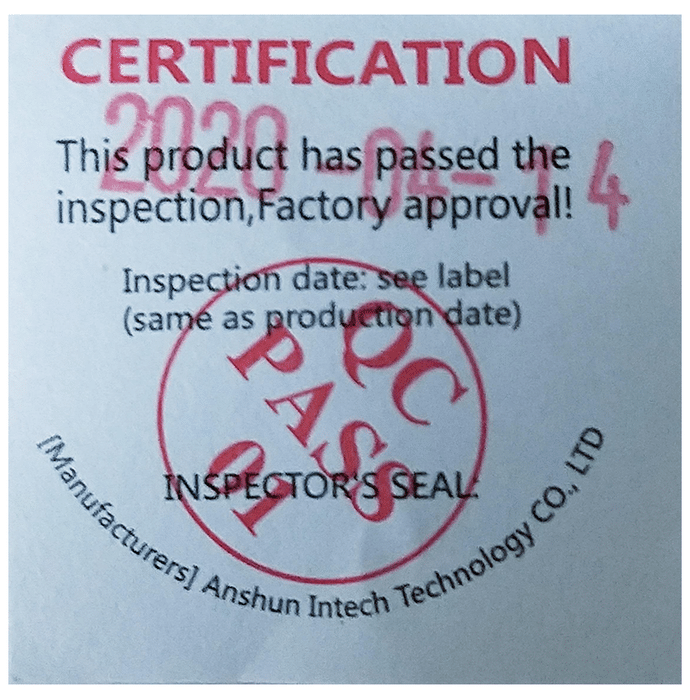 CERTIFICATION
2020-04-14
This product has passed the
inspection,Factory approval!
Inspection date: see label
(same as production date)
QC
PASS
01
INSPECTOR'S SEAL:
[Manufacturers] Anshun Intech Technology CO., LTD